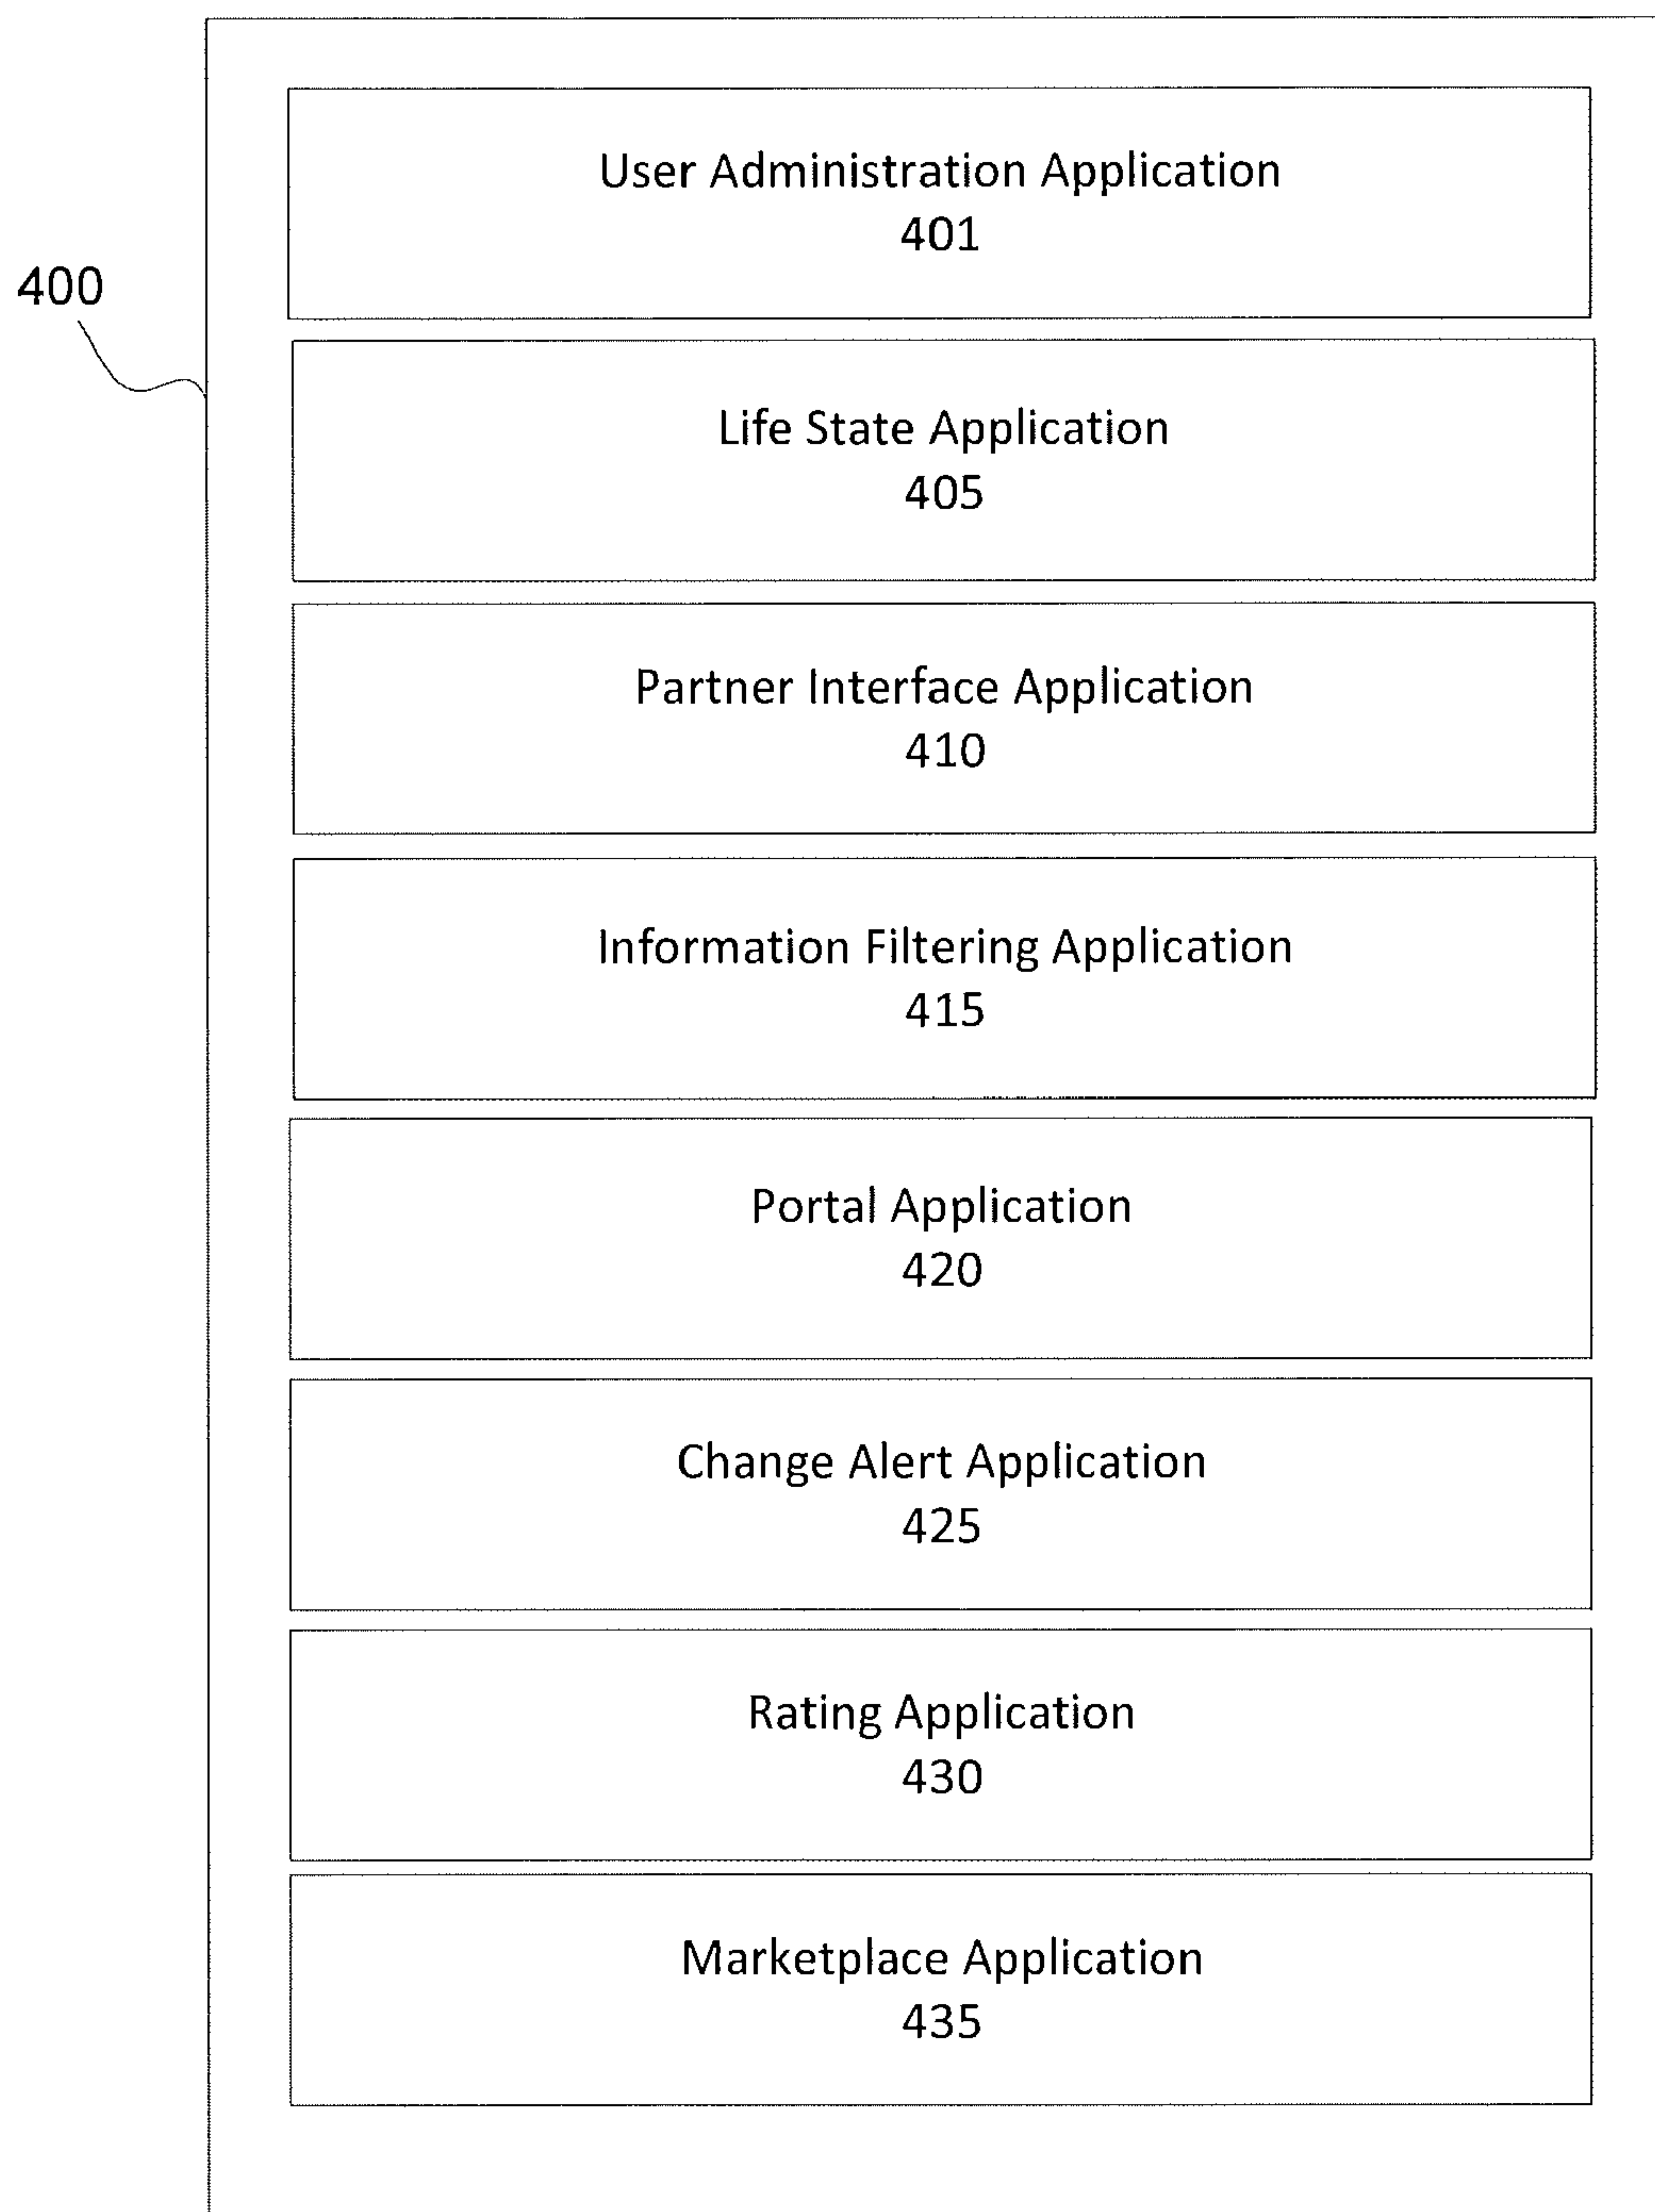 User Administration Application
401
400
Life State Application
405
Partner Interface Application
410
Information Filtering Application
415
Portal Application
420
Change Alert Application
425
Rating Application
430
Marketplace Application
435